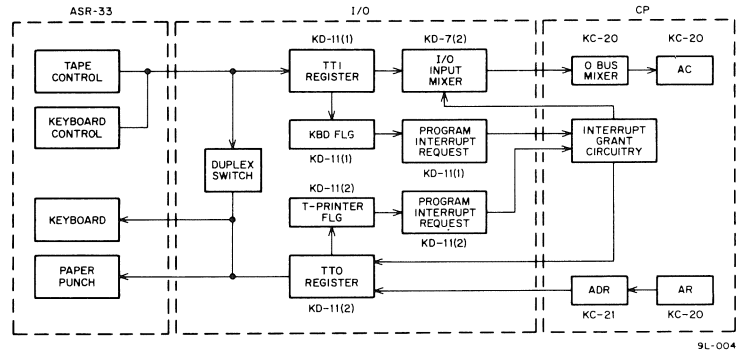 ASR-33
I/O
CP
KD-11(1)
KD-7(2)
KC-20
KC-20
TAPE
CONTROL
TTI
REGISTER
I/O
INPUT
MIXER
O BUS
MIXER
AC
KEYBOARD
CONTROL
KBD FLG
KD-11(1)
PROGRAM
INTERRUPT
REQUEST
KD-11(1)
INTERRUPT
GRANT
CIRCUITRY
DUPLEX
SWITCH
KD-11(2)
T-PRINTER
FLG
PROGRAM
INTERRUPT
REQUEST
KD-11(2)
KEYBOARD
PAPER
PUNCH
TTO
REGISTER
KD-11(2)
ADR
KC-21
AR
KC-20
9L-004